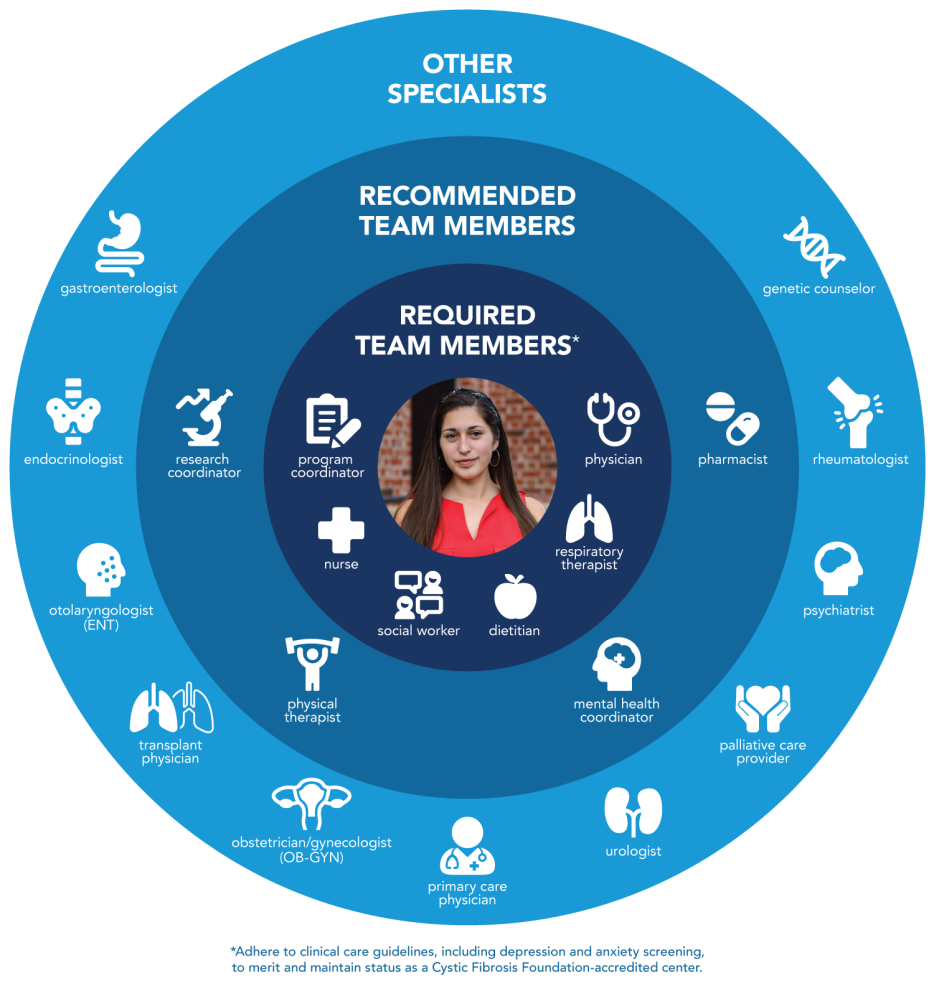 OTHER
SPECIALISTS
RECOMMENDED
TEAM MEMBERS
REQUIRED
TEAM MEMBERS*
gastroenterologist
genetic counselor
endocrinologist
research
coordinator
program
coordinator
physician
pharmacist
rheumatologist
nurse
respiratory
therapist
otolaryngologist
(ENT)
social worker
dietitian
psychiatrist
physical
therapist
mental health
coordinator
transplant
physician
palliative care
provider
obstetrician/gynecologist
(OB-GYN)
urologist
primary care
physician
*Adhere to clinical care guidelines, including depression and anxiety screening,
to merit and maintain status as a Cystic Fibrosis Foundation-accredited center.